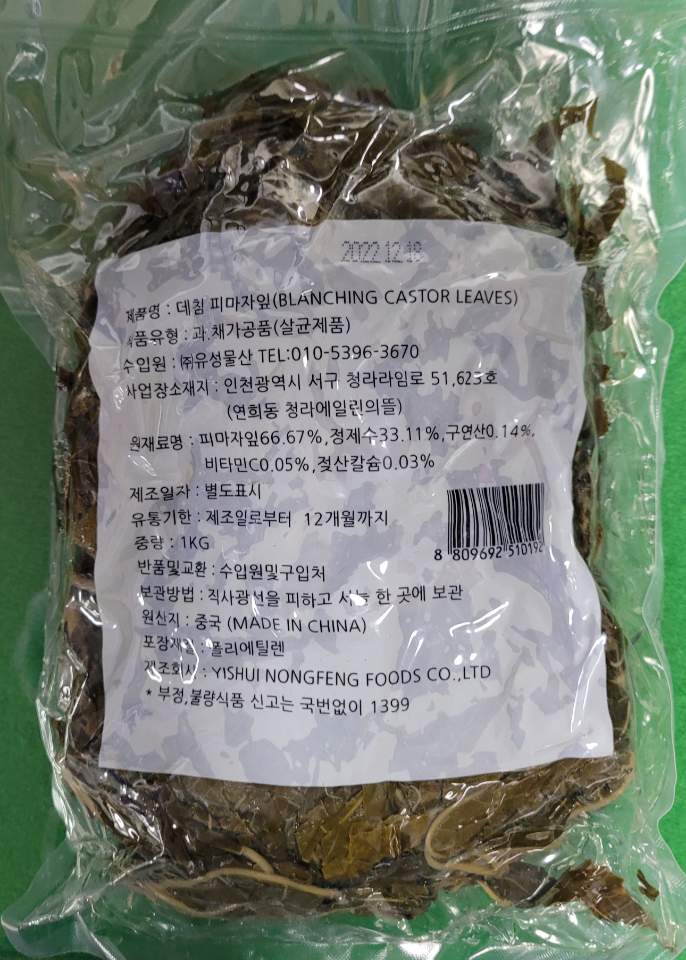 2022.12.18
제품명 : 데침 피마자잎(BLANCHING CASTOR LEAVES)
식품유형 : 과.채가공품(살균제품)
수입원 : ㈜유성물산 TEL:010-5396-3670
사업장소재지 : 인천광역시 서구 청라라임로 51,623호
(연희동 청라에일린의뜰)
원재료명 : 피마자잎66.67%,정제수33.11%,구연산0.14%,
비타민C0.05%,젖산칼슘0.03%
제조일자 : 별도표시
유통기한 : 제조일로부터 12개월까지
중량 : 1KG
8 809692 510192
반품및교환 : 수입원및구입처
보관방법 : 직사광선을 피하고 서늘 한 곳에 보관
원산지 : 중국 (MADE IN CHINA)
포장재질 : 폴리에틸렌
제조회사 : YISHUI NONGFENG FOODS CO.,LTD
* 부정,불량식품 신고는 국번없이 1399